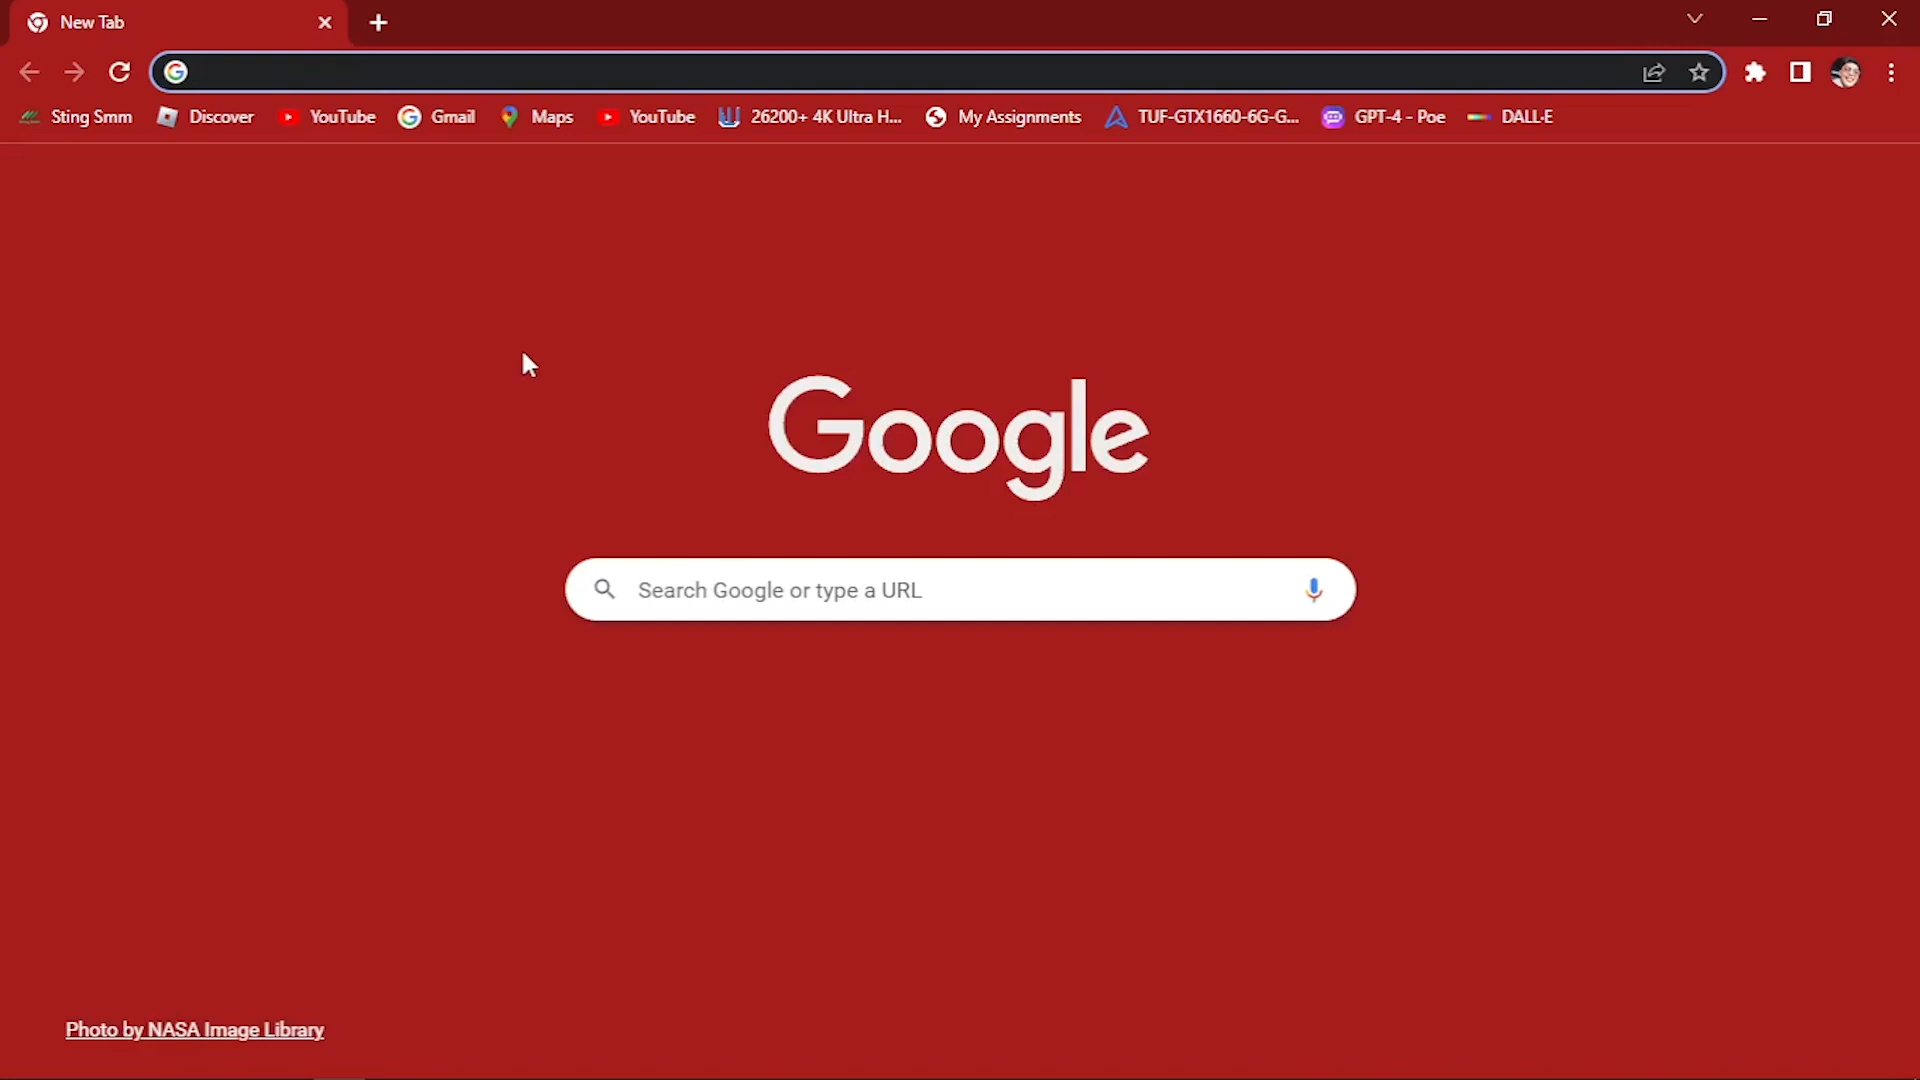 New Tab
Sting Smm Discover YouTube Gmail Maps YouTube 26200+ 4K Ultra H... My Assignments TUF-GTX1660-6G-G... GPT-4 - Poe DALL·E
Google
Search Google or type a URL
Photo by NASA Image Library